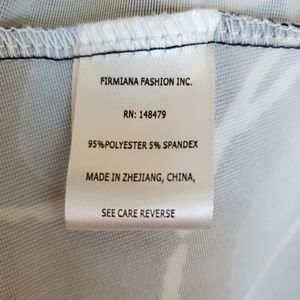 FIRMIANA FASHION INC.
RN: 148479
95%POLYESTER 5% SPANDEX
MADE IN ZHEJIANG, CHINA,
SEE CARE REVERSE